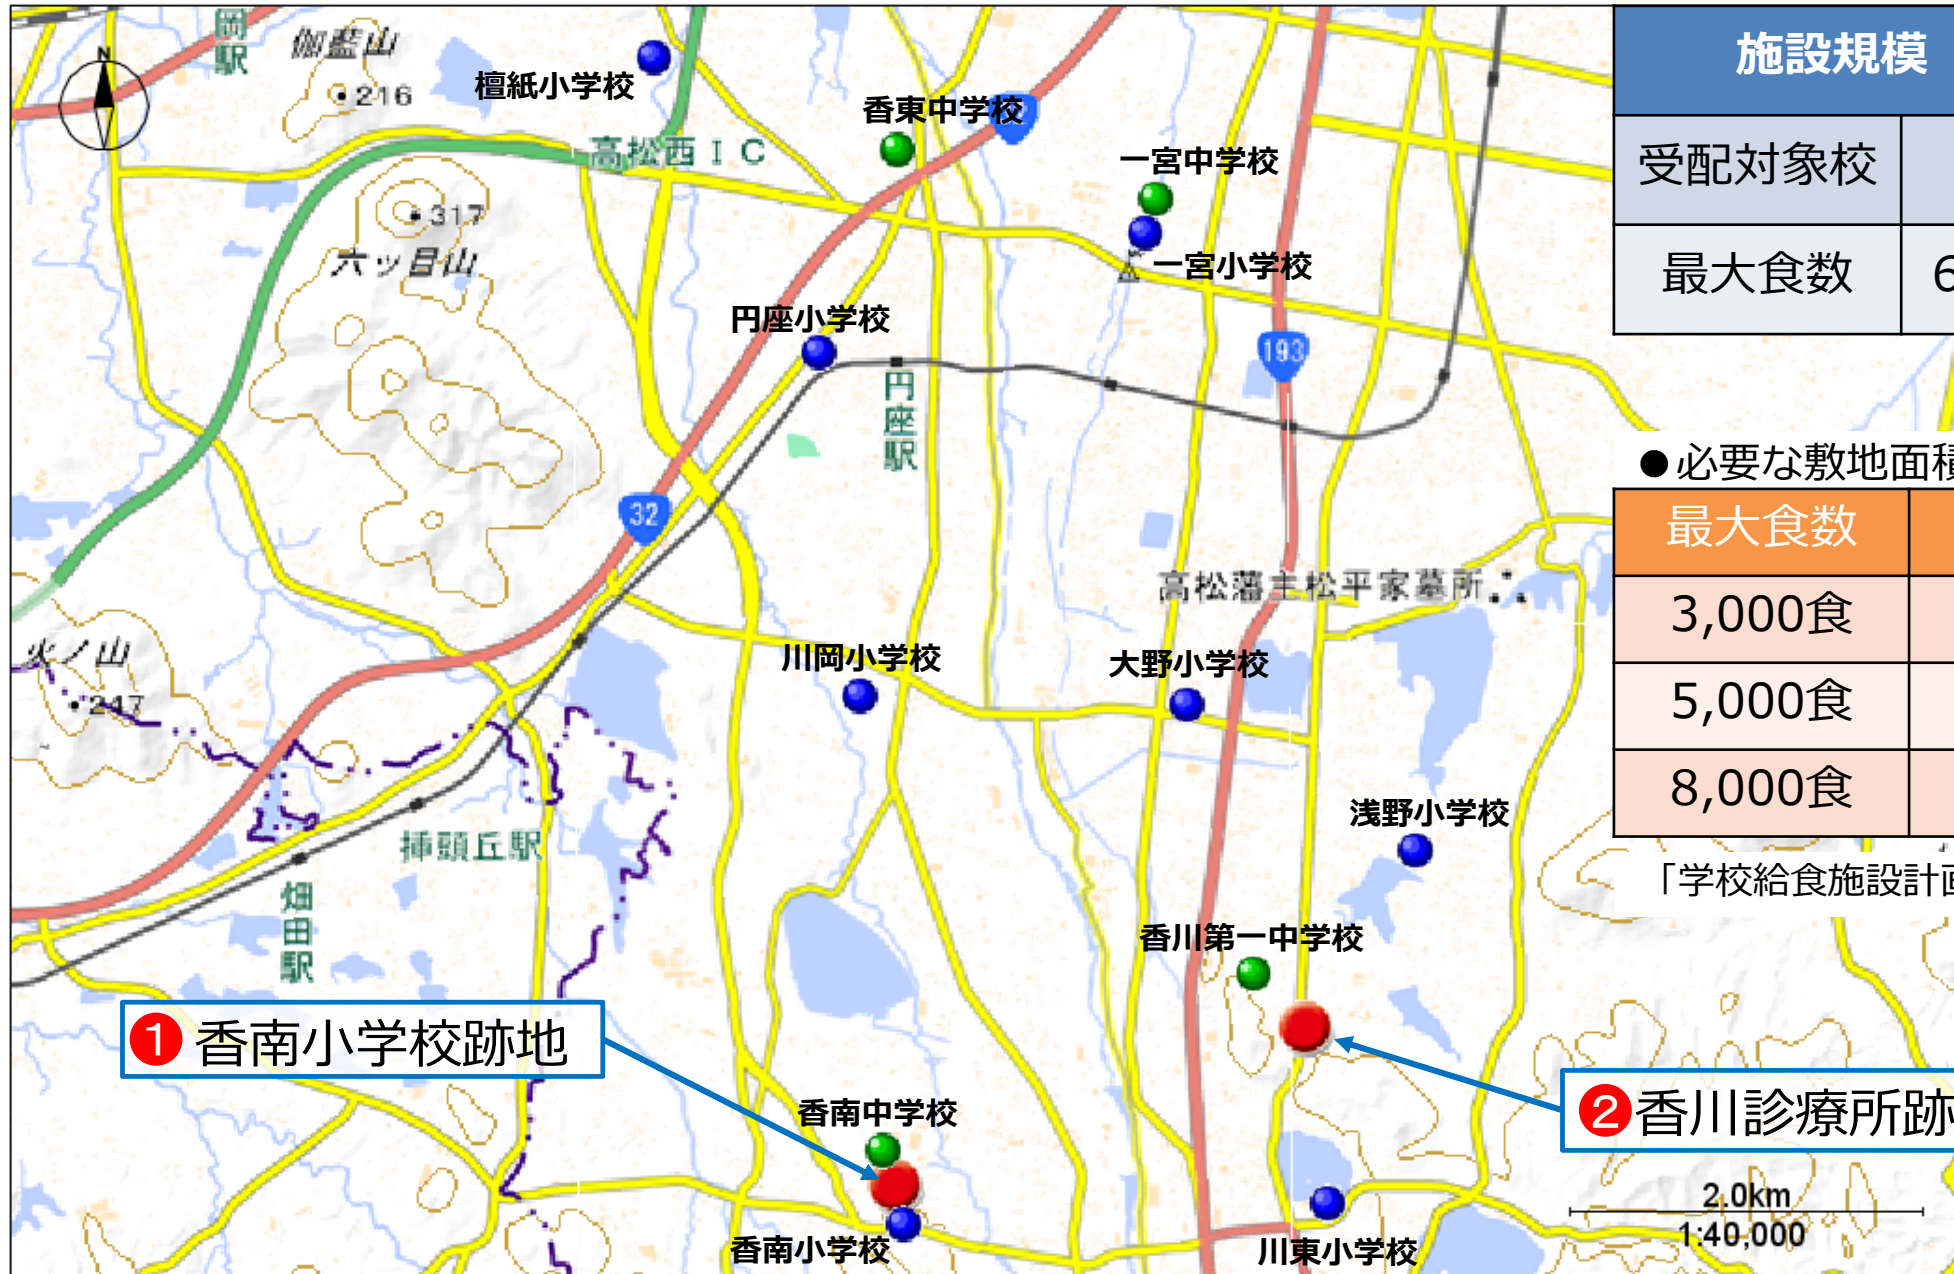 岡駅
N
伽藍山
216
檀紙小学校
香東中学校
高松西IC
一宮中学校
一宮小学校
317
六ッ目山
円座小学校
193
円座駅
32
高松藩主松平家墓所
火ノ山
247
川岡小学校
大野小学校
挿頭丘駅
浅野小学校
畑田駅
香川第一中学校
❶香南小学校跡地
香南中学校
❷香川診療所跡
香南小学校
川東小学校
2.0km
1:40,000
施設規模
受配対象校
最大食数 6
●必要な敷地面積
最大食数
3,000食
5,000食
8,000食
「学校給食施設計画